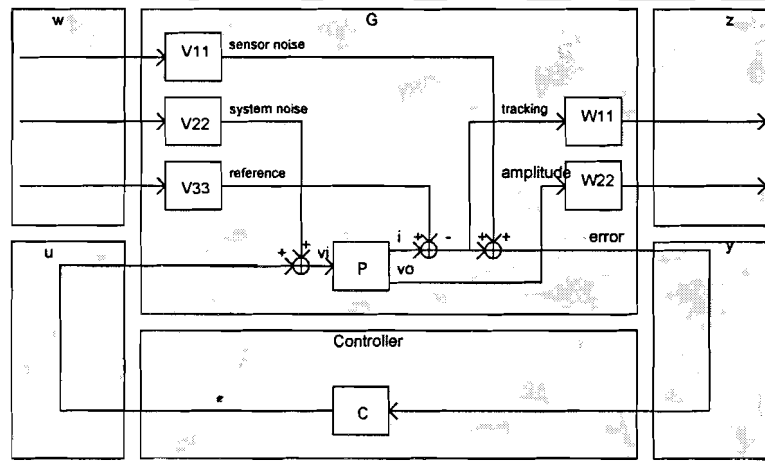 w
G
z
V11
sensor noise
V22
system noise
tracking
W11
V33
reference
amplitude
W22
+
+
+
-
+
+
u
vi
P
i
vo
error
y
Controller
C